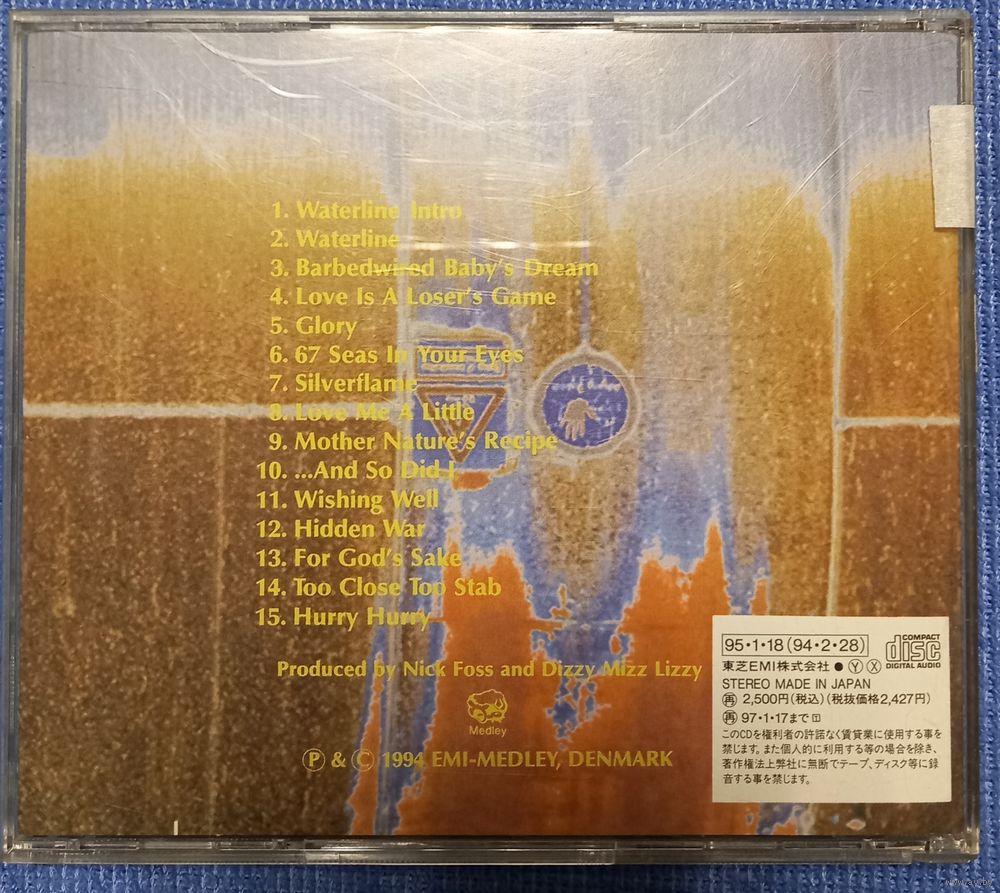 1. Waterline Intro
2. Waterline
3. Barbedwired Baby's Dream
4. Love Is A Loser's Game
5. Glory
6. 67 Seas In Your Eyes
7. Silverflame
8. Love Me A Little
9. Mother Nature's Recipe
10. ...And So Did I
11. Wishing Well
12. Hidden War
13. For God's Sake
14. Too Close Too Stab
15. Hurry Hurry
Produced by Nick Foss and Dizzy Mizz Lizzy
Medley
Ⓟ & Ⓒ 1994 EMI-MEDLEY, DENMARK
95・1・18(94・2・28)
COMPACT disc DIGITAL AUDIO
東芝EMI株式会社 ● Ⓨ Ⓧ
STEREO MADE IN JAPAN
再 2,500円(税込)(税抜価格2,427円)
再 97・1・17まで
このCDを権利者の許諾なく賃貸業に使用する事を
禁じます。また個人的に利用する等の場合を除き、
著作権法上弊社に無断でテープ、ディスク等に録
音する事を禁じます。